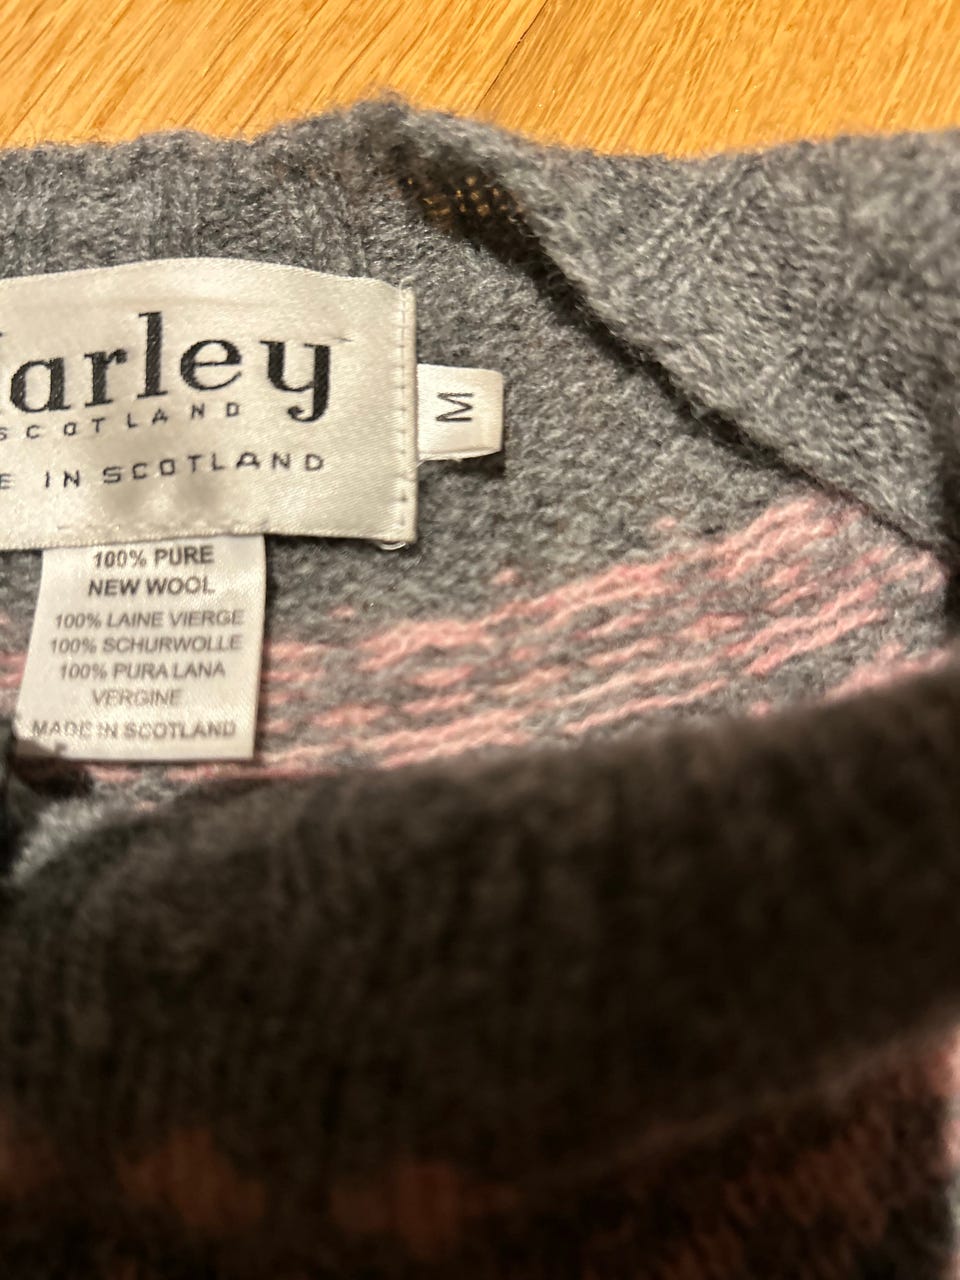 arley
SCOTLAND
E IN SCOTLAND
M
100% PURE
NEW WOOL
100% LAINE VIERGE
100% SCHURWOLLE
100% PURA LANA
VERGINE
MADE IN SCOTLAND